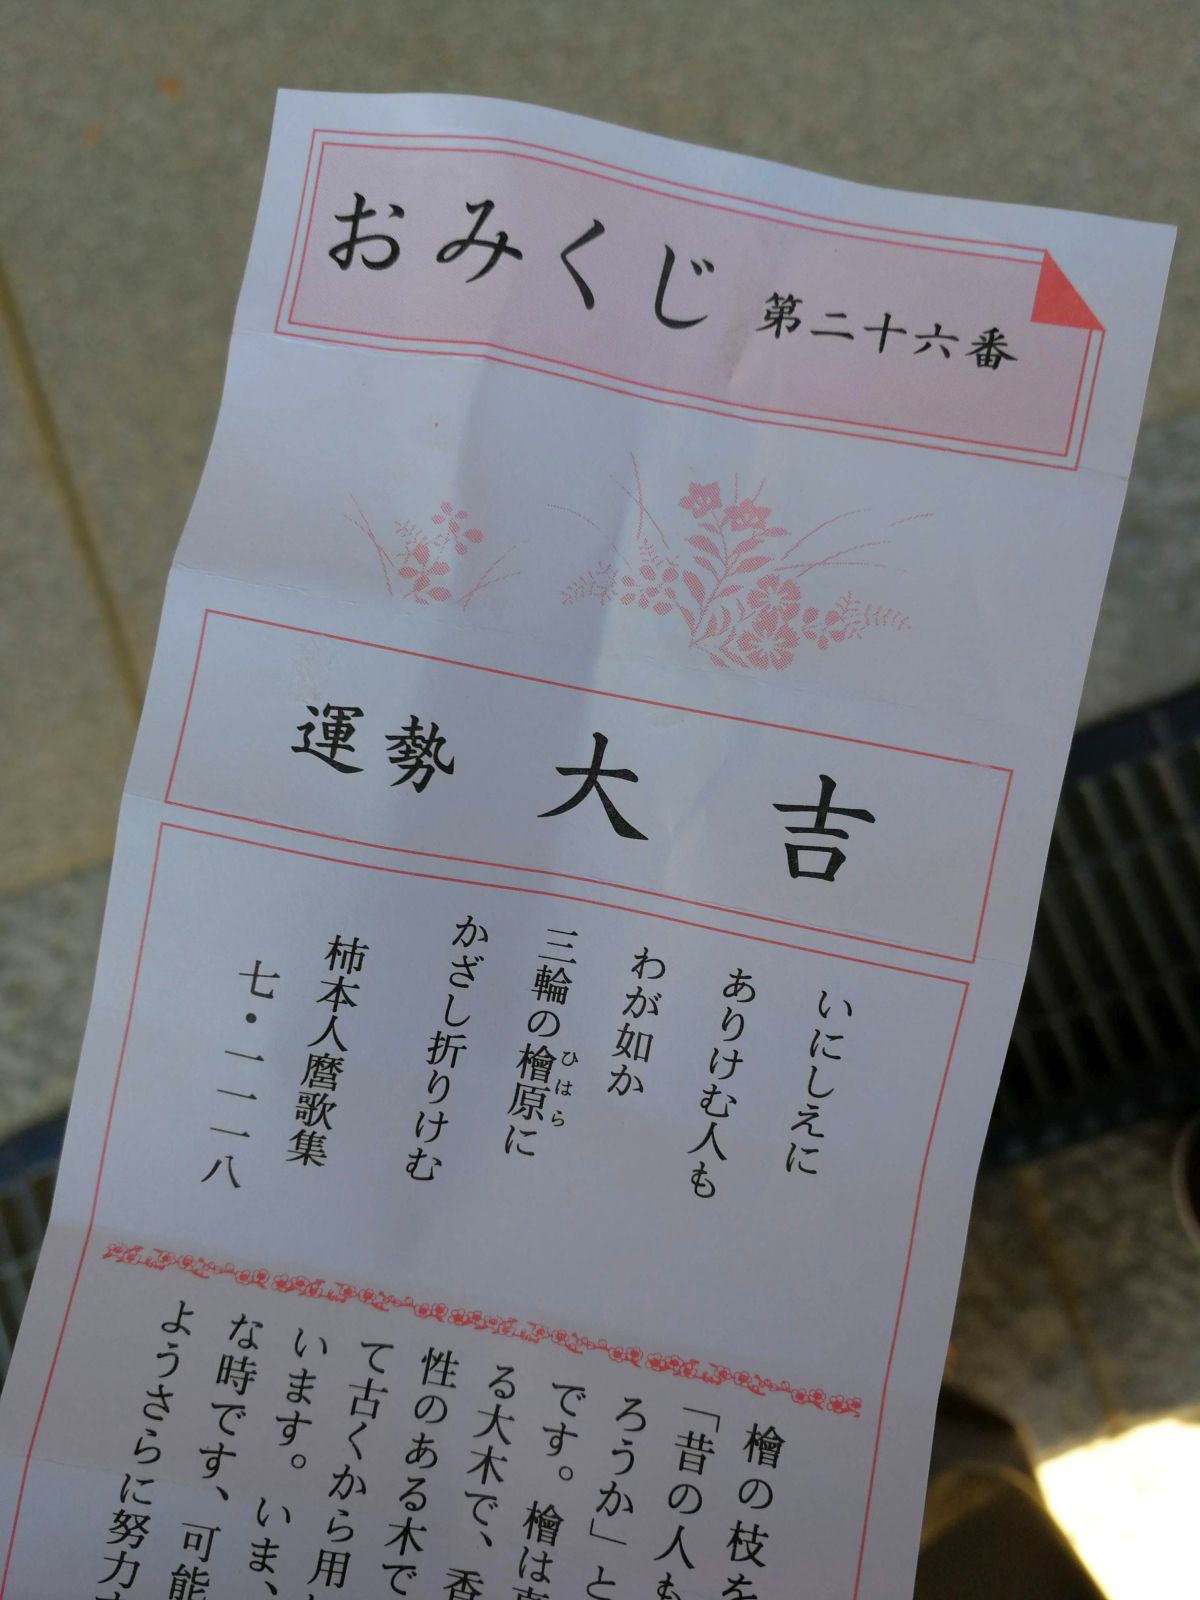 おみくじ 第二十六番
運勢 大吉
いにしえに
ありけむ人も
わが如か
三輪の檜原に
ひはら
かざし折りけむ
柿本人麿歌集
七・一一一八
檜の枝を
「昔の人も
ろうか」と
です。檜は
る大木で、香
性のある木で
て古くから用
います。いま、
な時です、可能
ようさらに努力